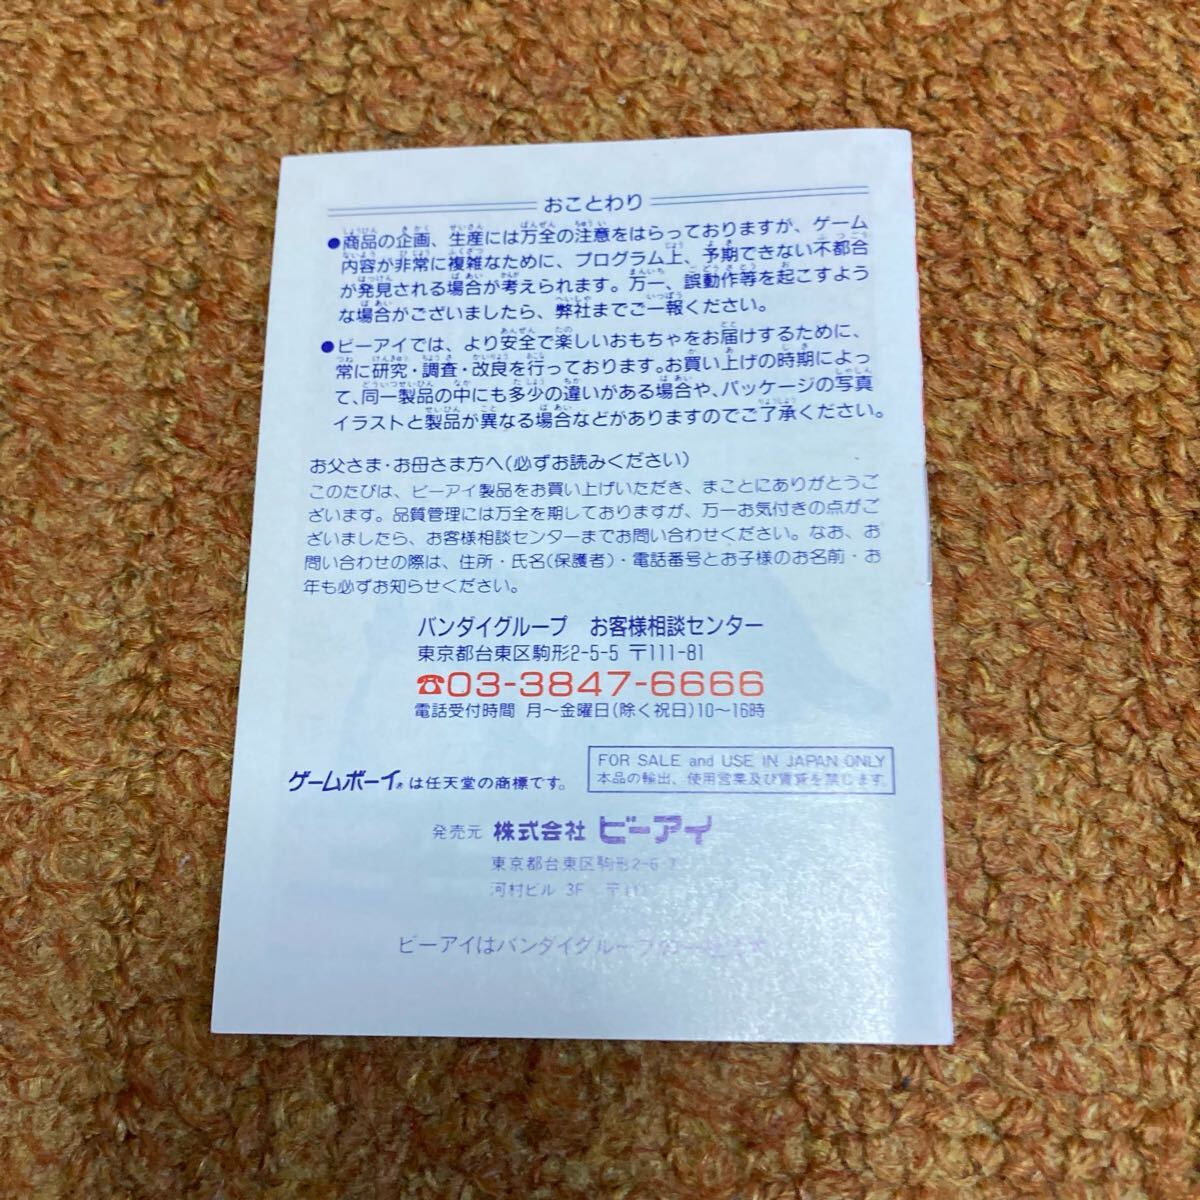 おことわり
●商品の企画、生産には万全の注意をはらっておりますが、ゲーム
内容が非常に複雑なために、プログラム上、予期できない不都合
が発見される場合が考えられます。万一、誤動作等を起こすよう
な場合がございましたら、弊社までご一報ください。
●ビーアイでは、より安全で楽しいおもちゃをお届けするために、
常に研究・調査・改良を行っております。お買い上げの時期によっ
て、同一製品の中にも多少の違いがある場合や、パッケージの写真
イラストと製品が異なる場合などがありますのでご了承ください。
お父さま・お母さま方へ(必ずお読みください)
このたびは、ビーアイ製品をお買い上げいただき、まことにありがとうご
ざいます。品質管理には万全を期しておりますが、万一お気付きの点がご
ざいましたら、お客様相談センターまでお問い合わせください。なお、お
問い合わせの際は、住所・氏名(保護者)・電話番号とお子様のお名前・お
年も必ずお知らせください。
バンダイグループ お客様相談センター
東京都台東区駒形2-5-5 〒111-81
☎03-3847-6666
電話受付時間 月〜金曜日(除く祝日)10〜16時
ゲームボーイ®は任天堂の商標です。
FOR SALE and USE IN JAPAN ONLY
本品の輸出、使用営業及び賃貸を禁じます。
発売元 株式会社 ビーアイ
東京都台東区駒形2-6-7
河村ビル 3F 〒111
ビーアイはバンダイグループの